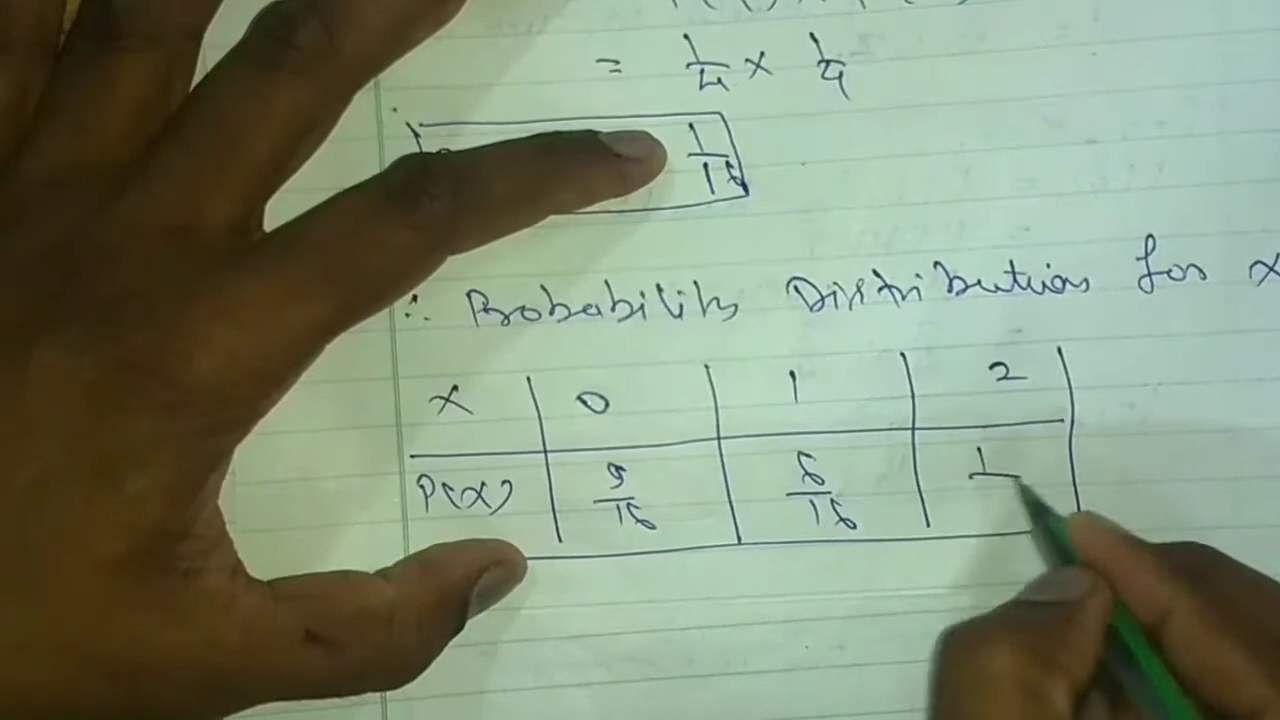 = 1/4 × 1/4
1/16
∴ Probability Distribution for X
X 0 1 2
P(X) 9/16 6/16 1